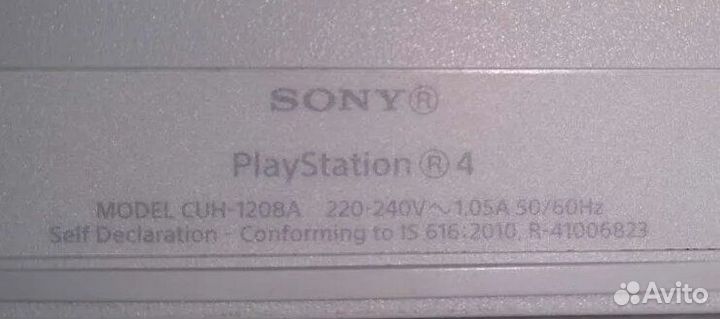 SONY®
PlayStation ® 4
MODEL CUH-1208A 220-240V~1.05A 50/60Hz
Self Declaration - Conforming to IS 616:2010, R-41006823
Avito